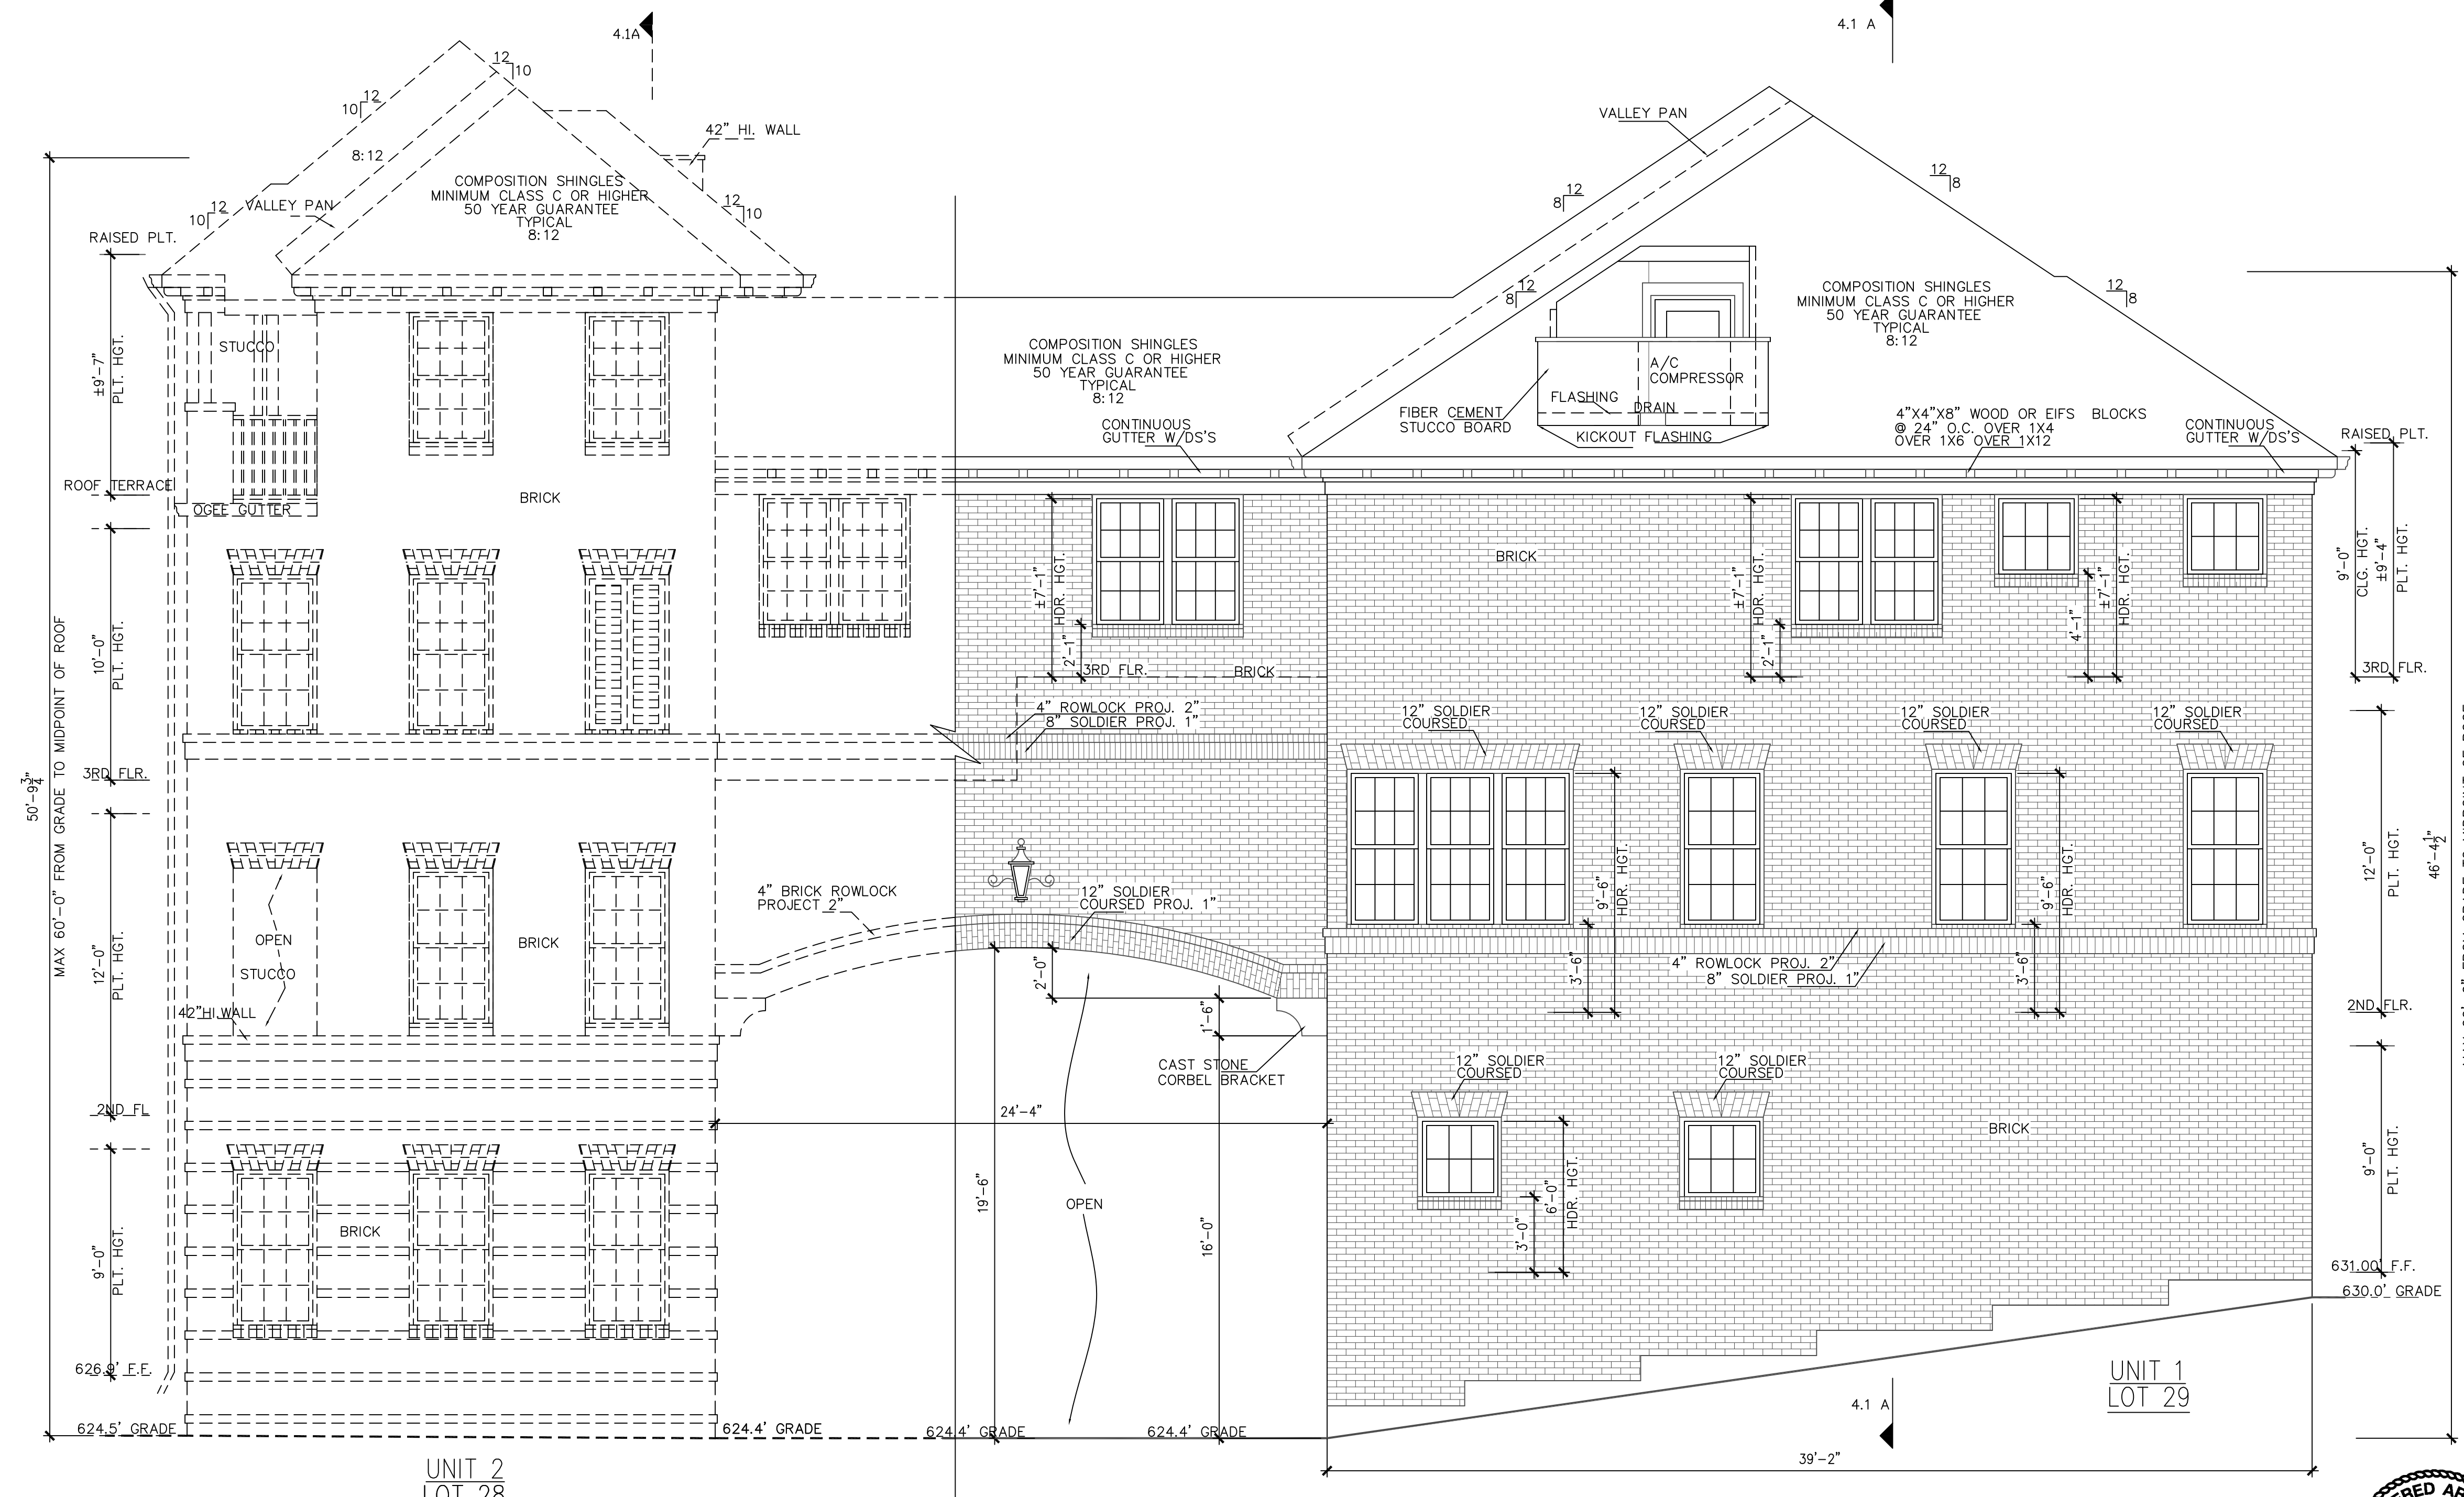 4.1A
4.1 A
12
10
12
10
12
10
12
10
8:12
42" HI. WALL
VALLEY PAN
COMPOSITION SHINGLES
MINIMUM CLASS C OR HIGHER
50 YEAR GUARANTEE
TYPICAL
8:12
RAISED PLT.
±9'-7"
PLT. HGT.
STUCCO
ROOF TERRACE
OGEE GUTTER
BRICK
10'-0"
PLT. HGT.
MAX 60'-0" FROM GRADE TO MIDPOINT OF ROOF
50'-9 3/4"
3RD FLR.
12'-0"
PLT. HGT.
OPEN
STUCCO
BRICK
42"HI.WALL
2ND FL
BRICK
9'-0"
PLT. HGT.
626.9' F.F.
624.5' GRADE
624.4' GRADE
624.4' GRADE
624.4' GRADE
UNIT 2
LOT 28
COMPOSITION SHINGLES
MINIMUM CLASS C OR HIGHER
50 YEAR GUARANTEE
TYPICAL
8:12
CONTINUOUS
GUTTER W/DS'S
±7'-1"
HDR. HGT.
2'-1"
3RD FLR.
BRICK
4" ROWLOCK PROJ. 2"
8" SOLDIER PROJ. 1"
4" BRICK ROWLOCK
PROJECT 2"
12" SOLDIER
COURSED PROJ. 1"
2'-0"
1'-6"
CAST STONE
CORBEL BRACKET
24'-4"
19'-6"
OPEN
16'-0"
VALLEY PAN
12
8
12
8
12
8
12
8
COMPOSITION SHINGLES
MINIMUM CLASS C OR HIGHER
50 YEAR GUARANTEE
TYPICAL
8:12
A/C
COMPRESSOR
FLASHING
DRAIN
FIBER CEMENT
STUCCO BOARD
KICKOUT FLASHING
4"X4"X8" WOOD OR EIFS BLOCKS
@ 24" O.C. OVER 1X4
OVER 1X6 OVER 1X12
CONTINUOUS
GUTTER W/DS'S
RAISED PLT.
BRICK
±7'-1"
HDR. HGT.
2'-1"
4'-1"
±7'-1"
HDR. HGT.
9'-0"
CLG. HGT.
±9'-4"
PLT. HGT.
3RD FLR.
12" SOLDIER
COURSED
12" SOLDIER
COURSED
12" SOLDIER
COURSED
12" SOLDIER
COURSED
9'-6"
HDR. HGT.
3'-6"
9'-6"
HDR. HGT.
3'-6"
4" ROWLOCK PROJ. 2"
8" SOLDIER PROJ. 1"
12'-0"
PLT. HGT.
46'-4 1/2"
2ND FLR.
12" SOLDIER
COURSED
12" SOLDIER
COURSED
BRICK
6'-0"
HDR. HGT.
3'-0"
9'-0"
PLT. HGT.
631.00' F.F.
630.0' GRADE
UNIT 1
LOT 29
4.1 A
39'-2"